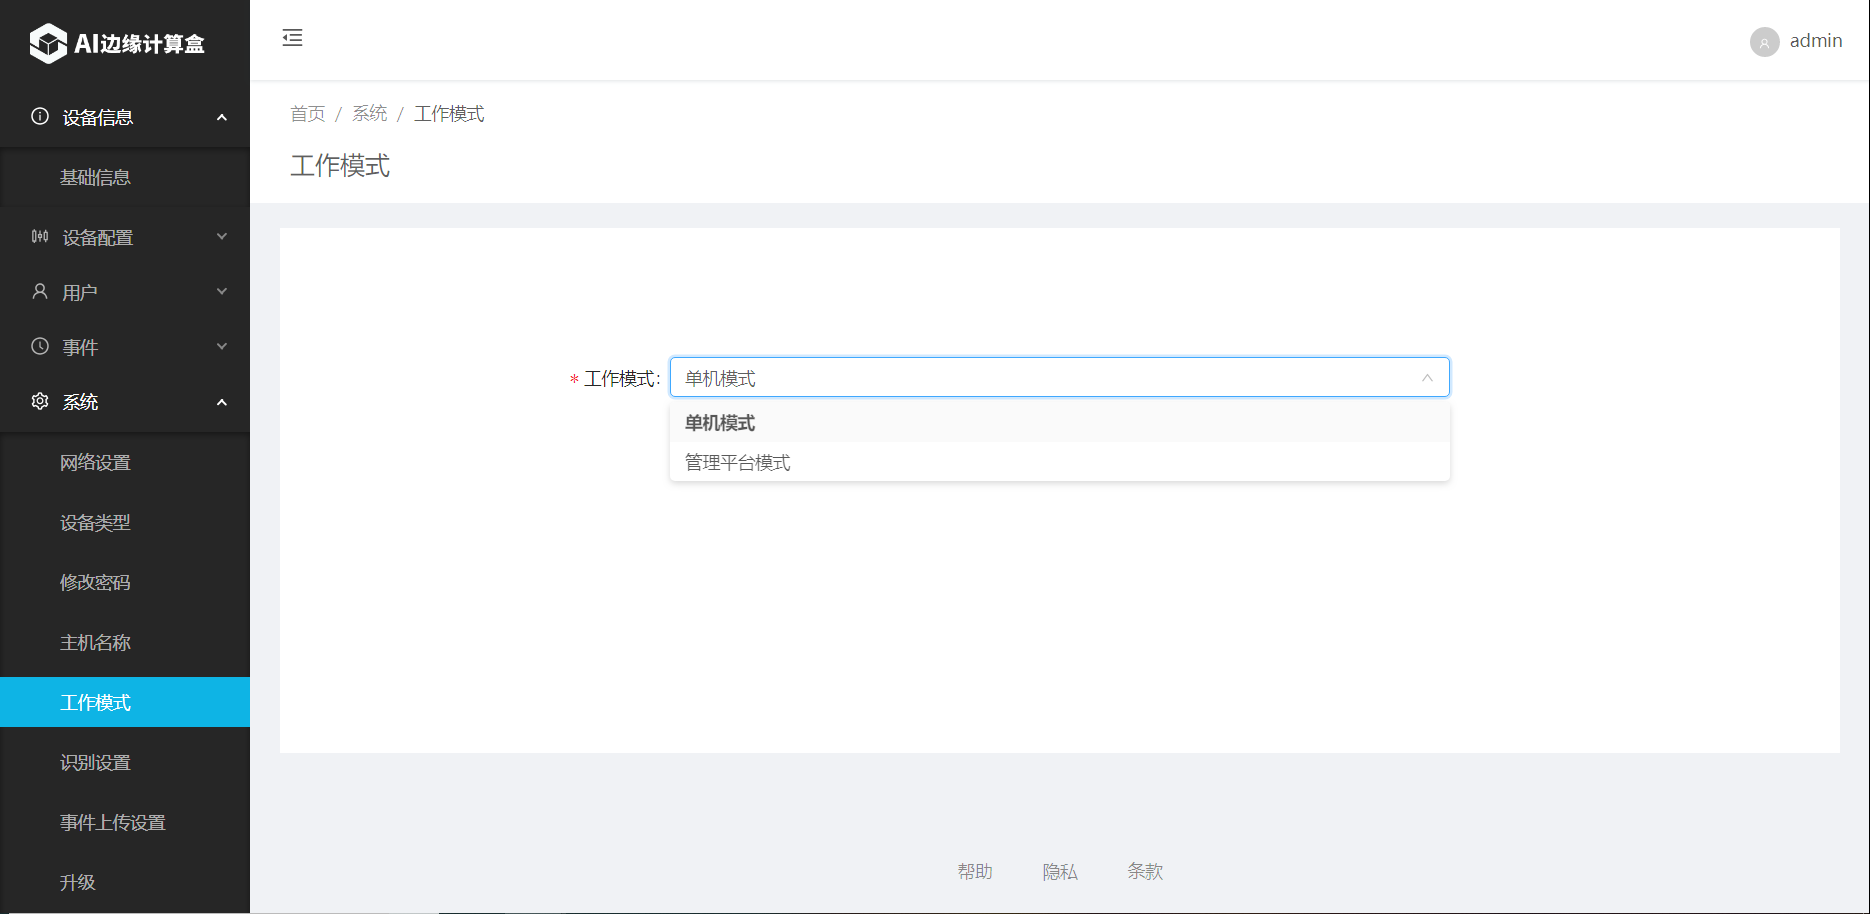 AI边缘计算盒
设备信息
基础信息
设备配置
用户
事件
系统
网络设置
设备类型
修改密码
主机名称
工作模式
识别设置
事件上传设置
升级
admin
首页 / 系统 / 工作模式
工作模式
* 工作模式: 单机模式
单机模式
管理平台模式
帮助 隐私 条款